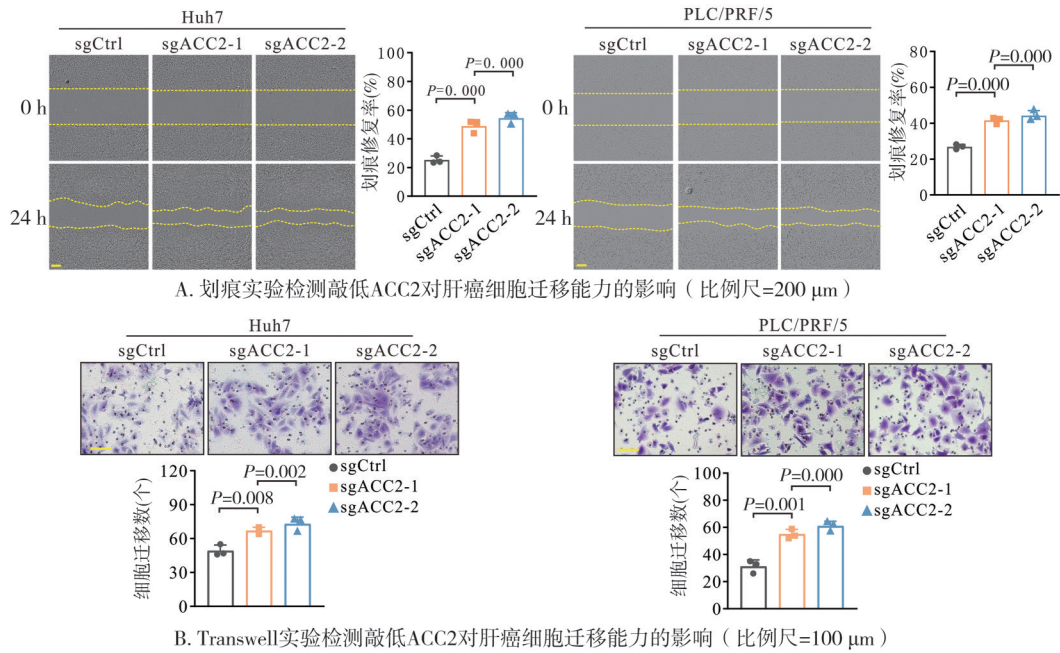 Huh7
sgCtrl sgACC2-1 sgACC2-2
0 h
24 h
划痕修复率(%)
100
80
60
40
20
0
P=0.000
P=0.000
sgCtrl
sgACC2-1
sgACC2-2
PLC/PRF/5
sgCtrl sgACC2-1 sgACC2-2
0 h
24 h
划痕修复率(%)
80
60
40
20
0
P=0.000
P=0.000
sgCtrl
sgACC2-1
sgACC2-2
A. 划痕实验检测敲低ACC2对肝癌细胞迁移能力的影响（比例尺=200 μm）
Huh7
sgCtrl sgACC2-1 sgACC2-2
细胞迁移数(个)
120
90
60
30
0
P=0.002
P=0.008
sgCtrl
sgACC2-1
sgACC2-2
PLC/PRF/5
sgCtrl sgACC2-1 sgACC2-2
细胞迁移数(个)
100
80
60
40
20
0
P=0.000
P=0.001
sgCtrl
sgACC2-1
sgACC2-2
B. Transwell实验检测敲低ACC2对肝癌细胞迁移能力的影响（比例尺=100 μm）